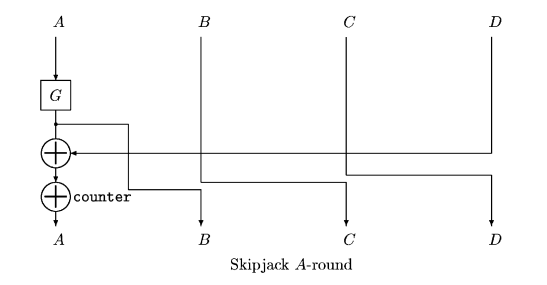 A B C D
G
counter
A B C D
Skipjack A-round